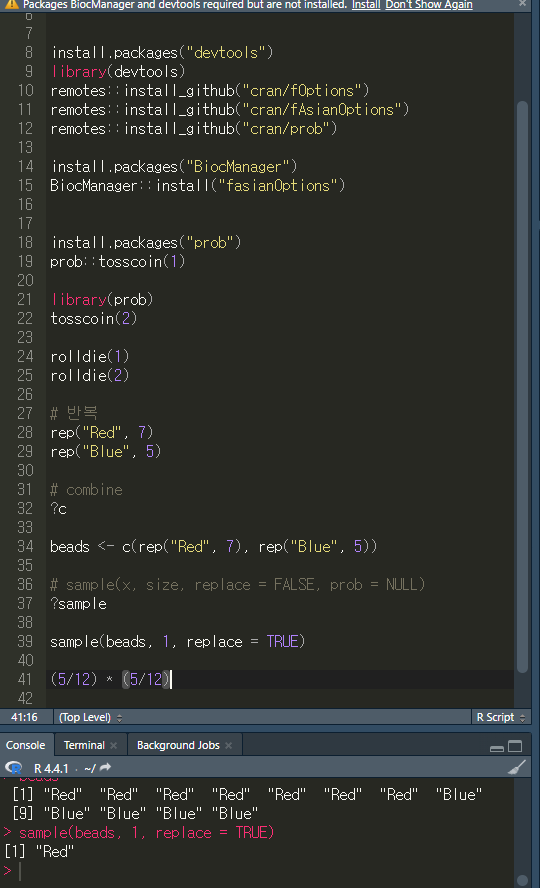 Packages BiocManager and devtools required but are not installed. Install Don't Show Again
6
7
8 install.packages("devtools")
9 library(devtools)
10 remotes::install_github("cran/fOptions")
11 remotes::install_github("cran/fAsianOptions")
12 remotes::install_github("cran/prob")
13
14 install.packages("BiocManager")
15 BiocManager::install("fasianOptions")
16
17
18 install.packages("prob")
19 prob::tosscoin(1)
20
21 library(prob)
22 tosscoin(2)
23
24 rolldie(1)
25 rolldie(2)
26
27 # 반복
28 rep("Red", 7)
29 rep("Blue", 5)
30
31 # combine
32 ?c
33
34 beads <- c(rep("Red", 7), rep("Blue", 5))
35
36 # sample(x, size, replace = FALSE, prob = NULL)
37 ?sample
38
39 sample(beads, 1, replace = TRUE)
40
41 (5/12) * (5/12)
42
41:16 (Top Level) R Script
Console Terminal Background Jobs
R 4.4.1 · ~/
> beads
[1] "Red" "Red" "Red" "Red" "Red" "Red" "Red" "Blue"
[9] "Blue" "Blue" "Blue" "Blue"
> sample(beads, 1, replace = TRUE)
[1] "Red"
>